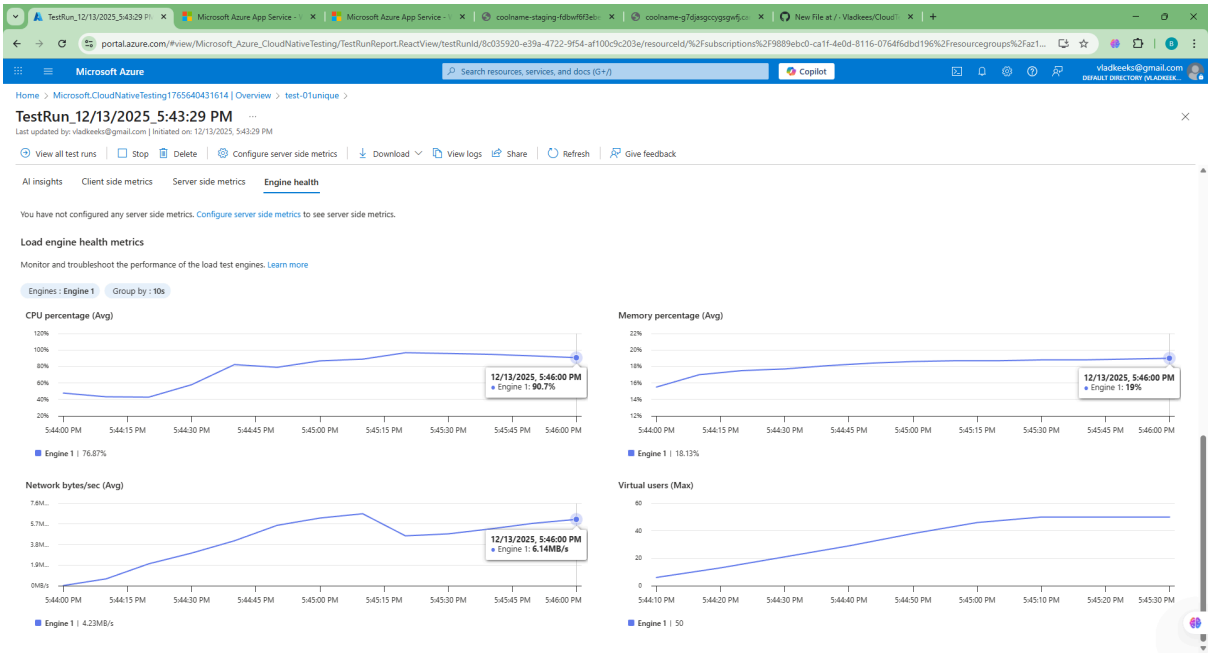 TestRun_12/13/2025_5:43:29 PM
Microsoft Azure App Service -
Microsoft Azure App Service -
coolname-staging-fdbwf6f3eb
coolname-g7djasgccygsgwfj.ca
New File at / · Vladkees/Cloud
portal.azure.com/#view/Microsoft_Azure_CloudNativeTesting/TestRunReport.ReactView/testRunId/8c035920-e39a-4722-9f54-af100c9c203e/resourceId/%2Fsubscriptions%2F9889ebc0-ca1f-4e0d-8116-0764f6dbd196%2Fresourcegroups%2Faz1...
B
Microsoft Azure
Search resources, services, and docs (G+/)
Copilot
vladkeeks@gmail.com
DEFAULT DIRECTORY (VLADKEEK...
Home > Microsoft.CloudNativeTesting1765640431614 | Overview > test-01unique >
TestRun_12/13/2025_5:43:29 PM ...
Last updated by: vladkeeks@gmail.com | Initiated on: 12/13/2025, 5:43:29 PM
View all test runs Stop Delete Configure server side metrics Download View logs Share Refresh Give feedback
AI insights Client side metrics Server side metrics Engine health
You have not configured any server side metrics. Configure server side metrics to see server side metrics.
Load engine health metrics
Monitor and troubleshoot the performance of the load test engines. Learn more
Engines : Engine 1 Group by : 10s
CPU percentage (Avg)
120%
100%
80%
60%
40%
20%
12/13/2025, 5:46:00 PM
Engine 1: 90.7%
5:44:00 PM 5:44:15 PM 5:44:30 PM 5:44:45 PM 5:45:00 PM 5:45:15 PM 5:45:30 PM 5:45:45 PM 5:46:00 PM
Engine 1 | 76.87%
Memory percentage (Avg)
22%
20%
18%
16%
14%
12%
12/13/2025, 5:46:00 PM
Engine 1: 19%
5:44:00 PM 5:44:15 PM 5:44:30 PM 5:44:45 PM 5:45:00 PM 5:45:15 PM 5:45:30 PM 5:45:45 PM 5:46:00 PM
Engine 1 | 18.13%
Network bytes/sec (Avg)
7.6M...
5.7M...
3.8M...
1.9M...
0MB/s
12/13/2025, 5:46:00 PM
Engine 1: 6.14MB/s
5:44:00 PM 5:44:15 PM 5:44:30 PM 5:44:45 PM 5:45:00 PM 5:45:15 PM 5:45:30 PM 5:45:45 PM 5:46:00 PM
Engine 1 | 4.23MB/s
Virtual users (Max)
60
40
20
0
5:44:10 PM 5:44:20 PM 5:44:30 PM 5:44:40 PM 5:44:50 PM 5:45:00 PM 5:45:10 PM 5:45:20 PM 5:45:30 PM
Engine 1 | 50